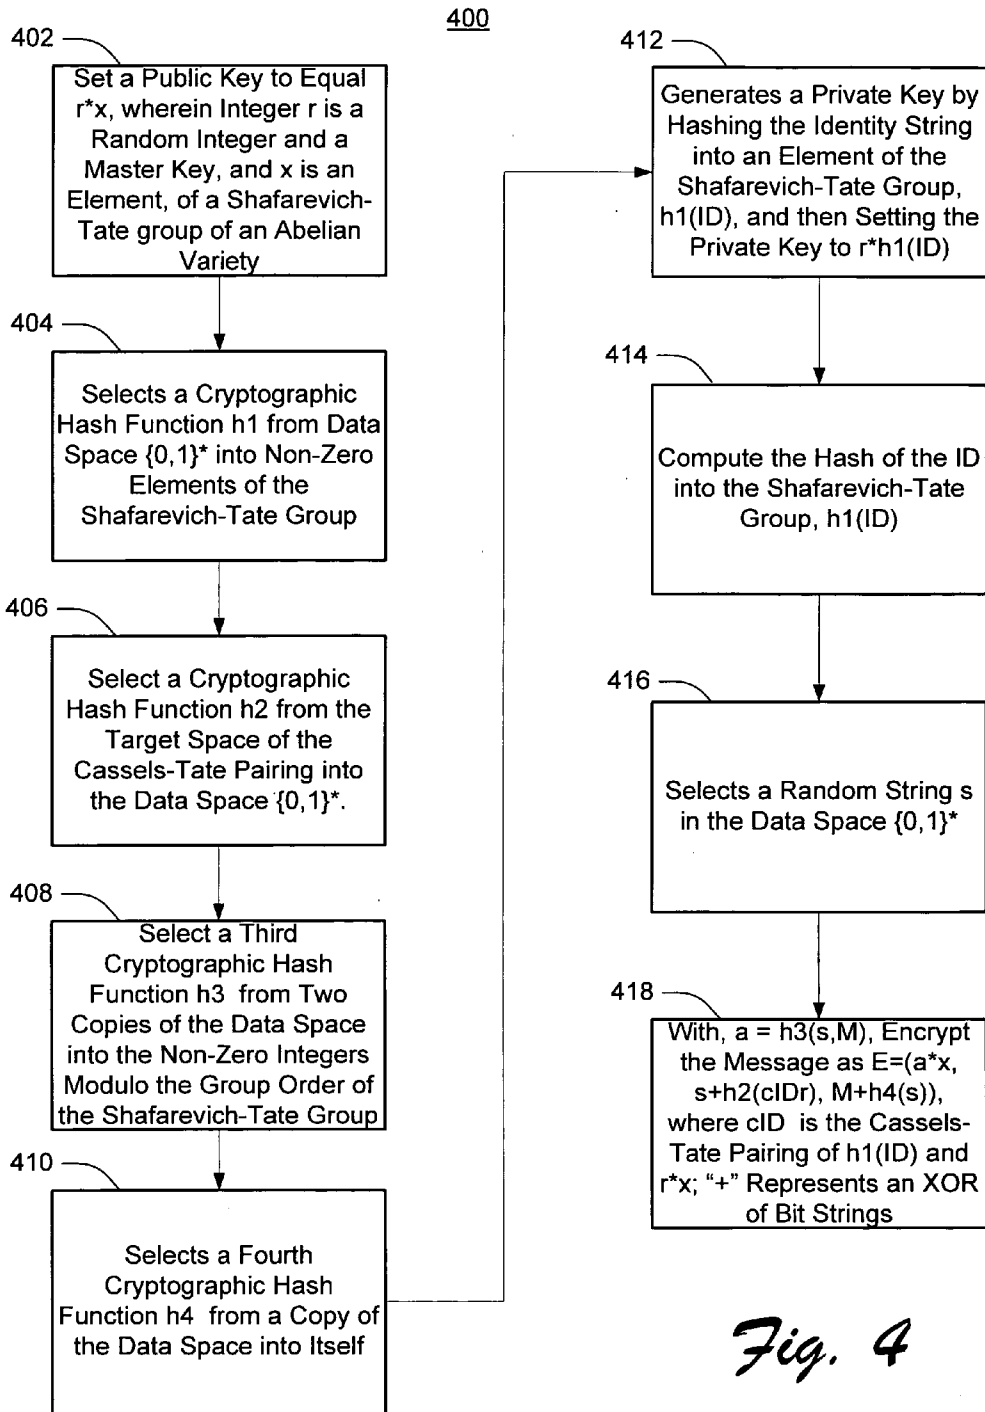 400
402
Set a Public Key to Equal
r*x, wherein Integer r is a
Random Integer and a
Master Key, and x is an
Element, of a Shafarevich-
Tate group of an Abelian
Variety
404
Selects a Cryptographic
Hash Function h1 from Data
Space {0,1}* into Non-Zero
Elements of the
Shafarevich-Tate Group
406
Select a Cryptographic
Hash Function h2 from the
Target Space of the
Cassels-Tate Pairing into
the Data Space {0,1}*.
408
Select a Third
Cryptographic Hash
Function h3 from Two
Copies of the Data Space
into the Non-Zero Integers
Modulo the Group Order of
the Shafarevich-Tate Group
410
Selects a Fourth
Cryptographic Hash
Function h4 from a Copy of
the Data Space into Itself
412
Generates a Private Key by
Hashing the Identity String
into an Element of the
Shafarevich-Tate Group,
h1(ID), and then Setting the
Private Key to r*h1(ID)
414
Compute the Hash of the ID
into the Shafarevich-Tate
Group, h1(ID)
416
Selects a Random String s
in the Data Space {0,1}*
418
With, a = h3(s,M), Encrypt
the Message as E=(a*x,
s+h2(cIDr), M+h4(s)),
where cID is the Cassels-
Tate Pairing of h1(ID) and
r*x; “+” Represents an XOR
of Bit Strings
Fig. 4